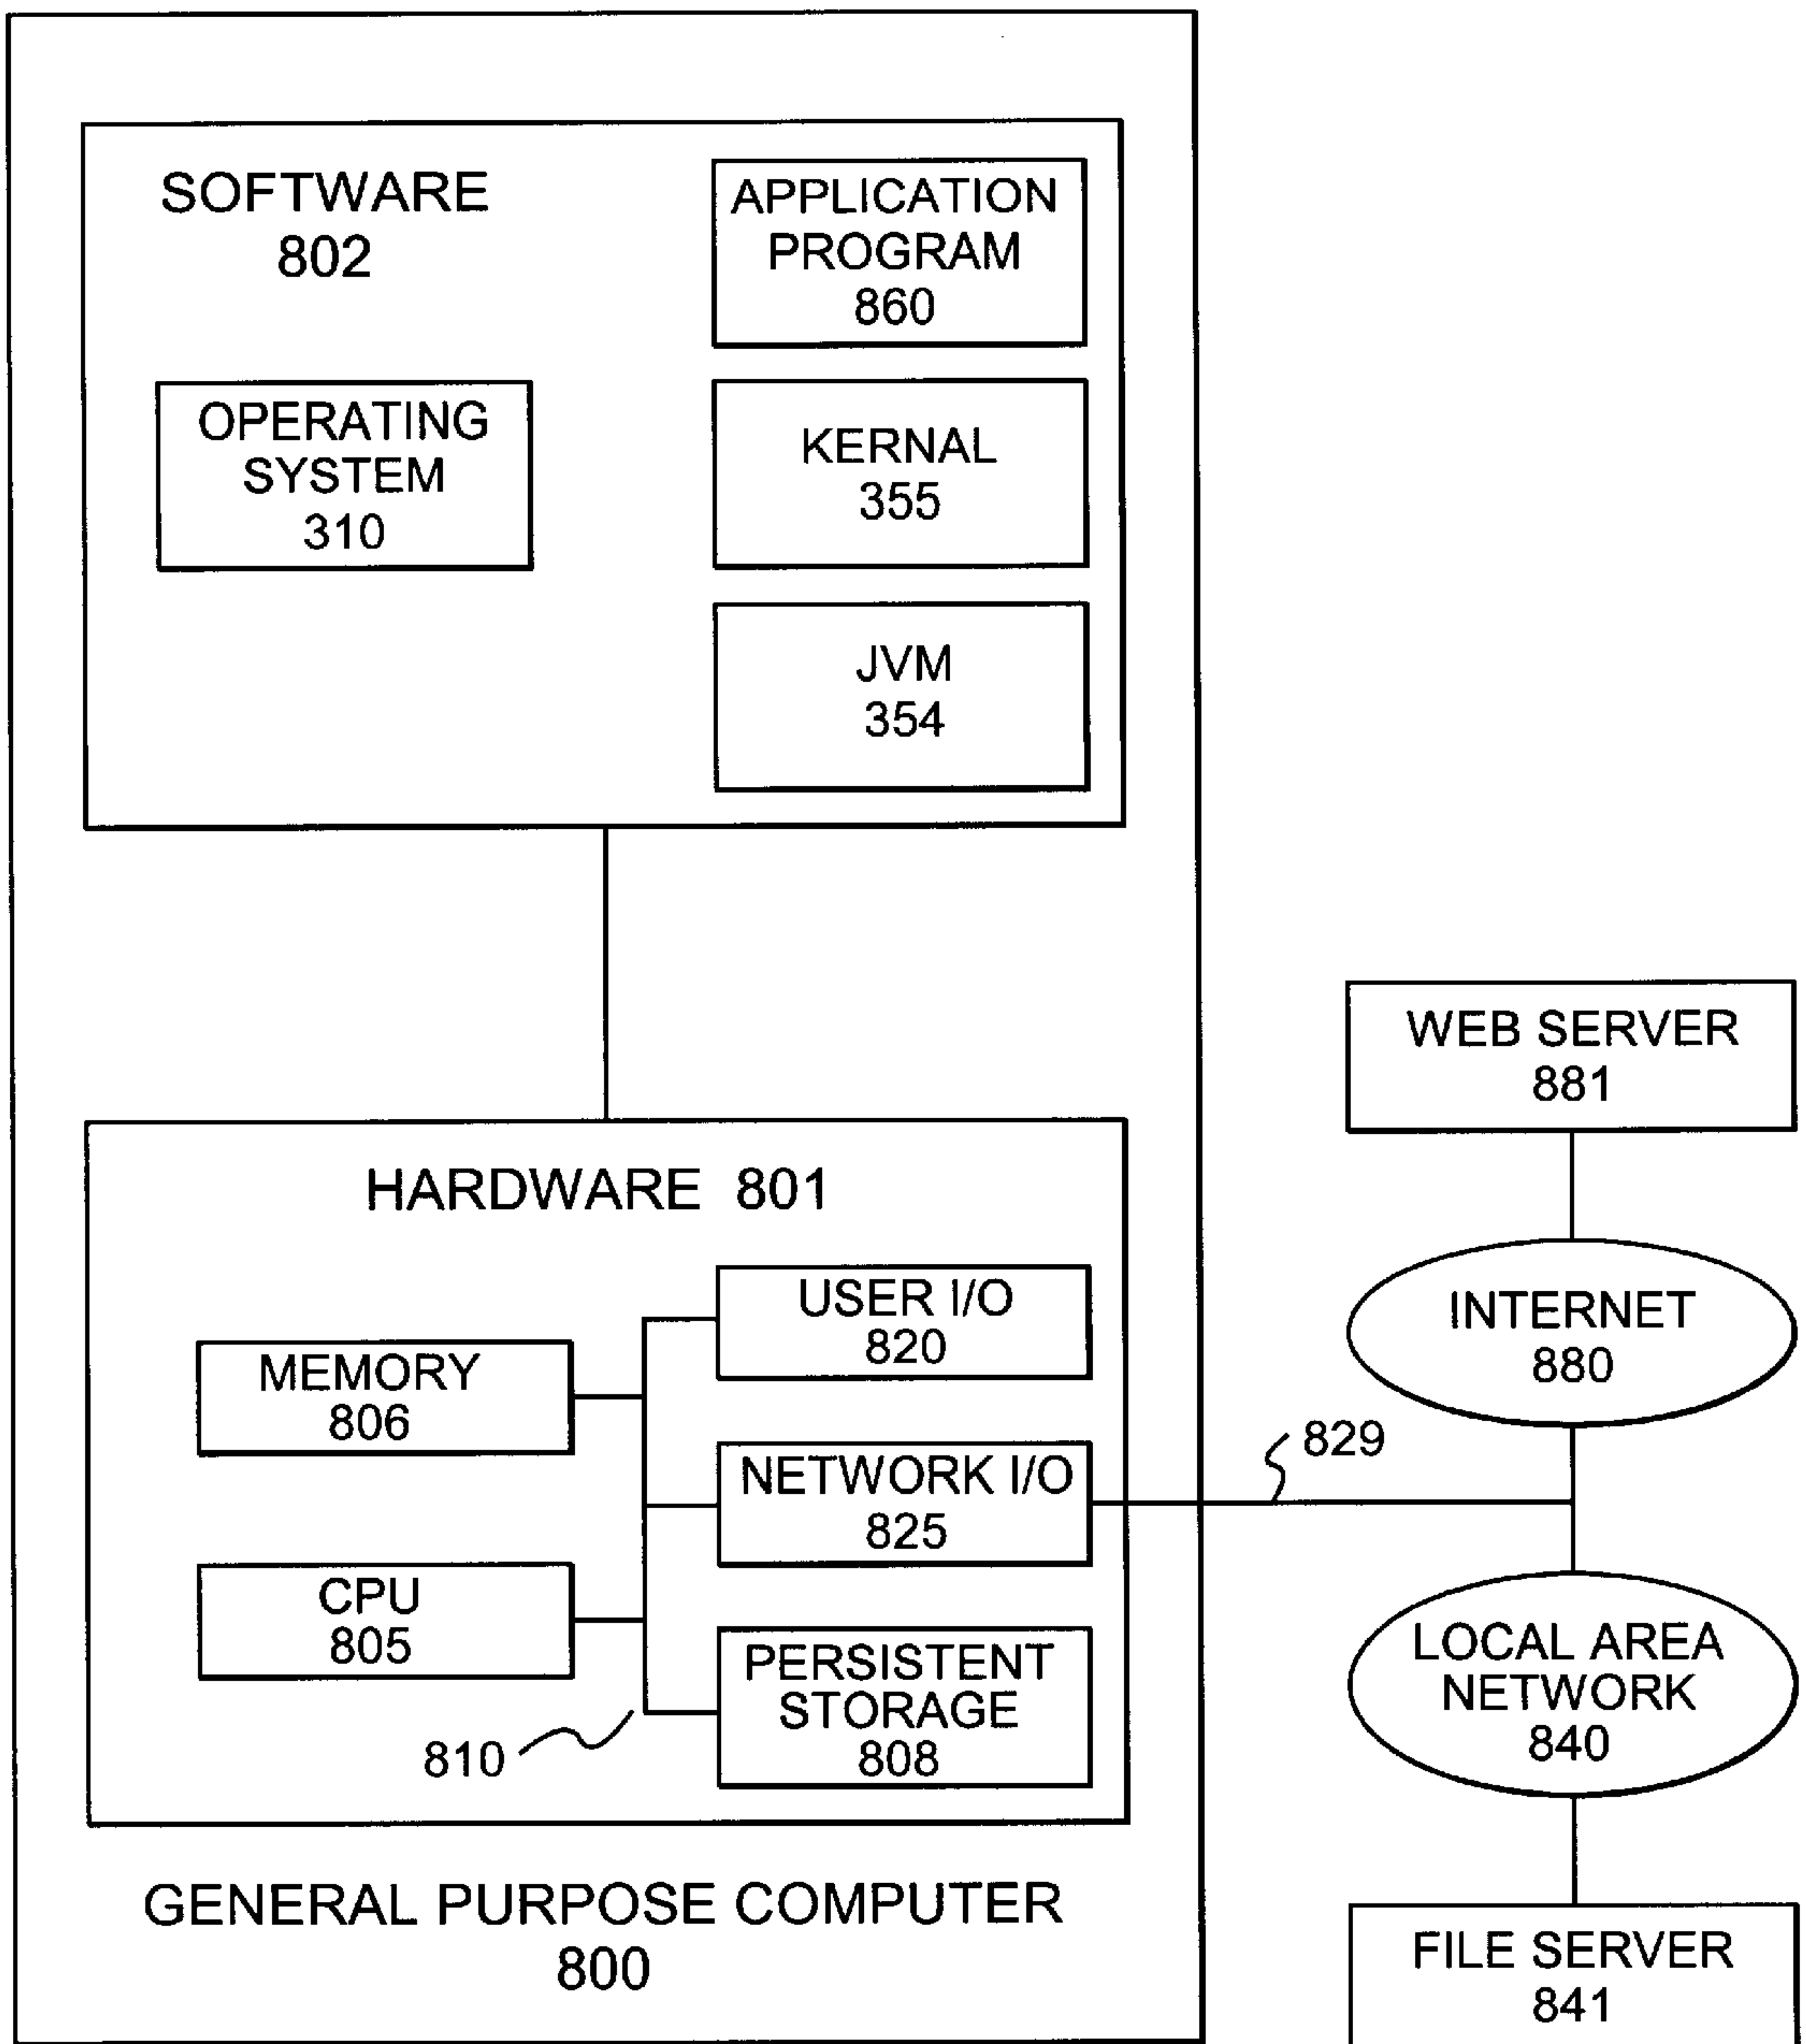 SOFTWARE
802
APPLICATION
PROGRAM
860
OPERATING
SYSTEM
310
KERNAL
355
JVM
354
HARDWARE 801
MEMORY
806
USER I/O
820
NETWORK I/O
825
CPU
805
PERSISTENT
STORAGE
808
810
GENERAL PURPOSE COMPUTER
800
WEB SERVER
881
INTERNET
880
829
LOCAL AREA
NETWORK
840
FILE SERVER
841